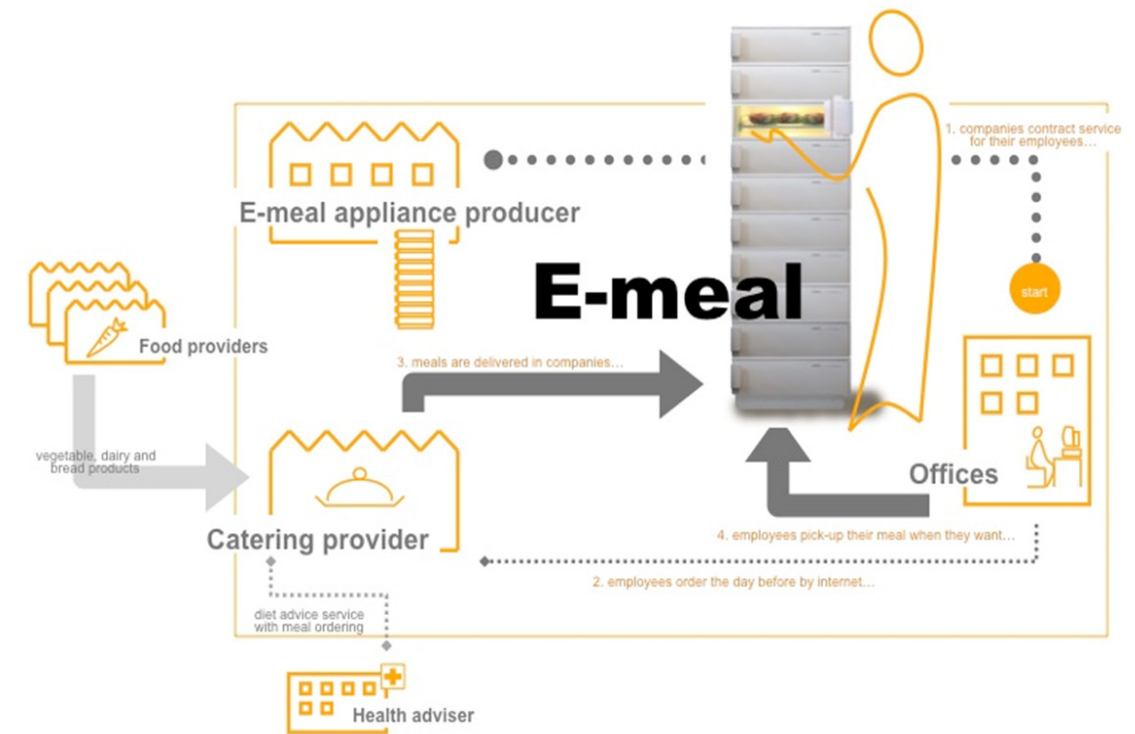 1. companies contract service
for their employees...
E-meal appliance producer
E-meal
start
Food providers
3. meals are delivered in companies...
vegetable, dairy and
bread products
Offices
Catering provider
4. employees pick-up their meal when they want...
2. employees order the day before by internet...
diet advice service
with meal ordering
Health adviser